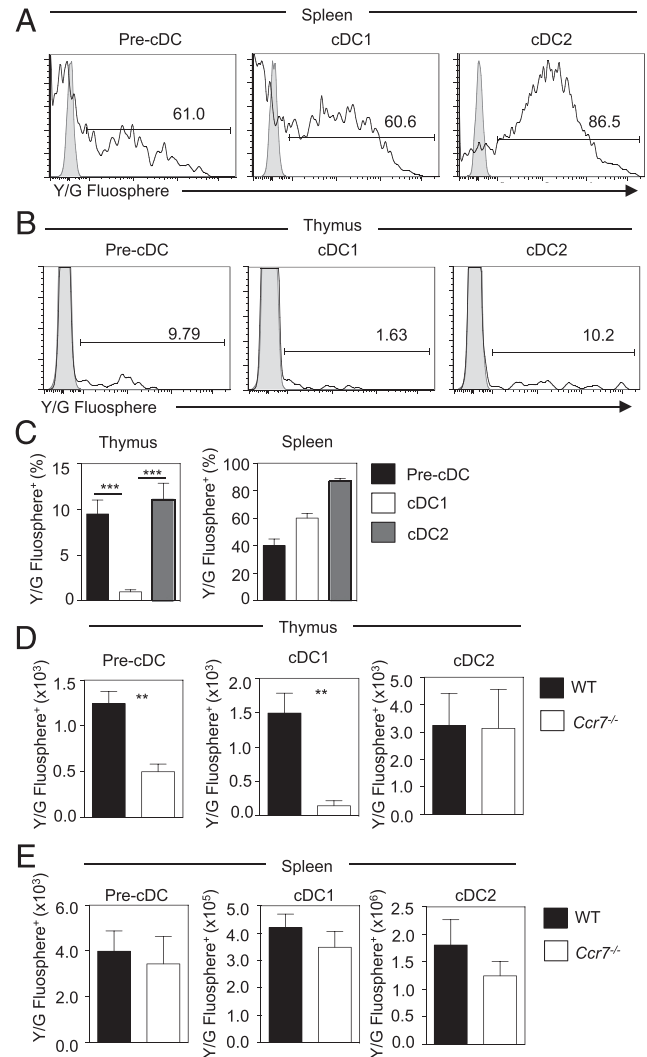 A
Spleen
Pre-cDC
cDC1
cDC2
61.0
60.6
86.5
Y/G Fluosphere
B
Thymus
Pre-cDC
cDC1
cDC2
9.79
1.63
10.2
Y/G Fluosphere
C
Thymus
Spleen
Y/G Fluosphere+ (%)
15
10
5
0
***
***
Y/G Fluosphere+ (%)
100
80
60
40
20
0
Pre-cDC
cDC1
cDC2
D
Thymus
Pre-cDC
cDC1
cDC2
Y/G Fluosphere+ (x10³)
1.5
1.0
0.5
0.0
**
Y/G Fluosphere+ (x10³)
2.0
1.5
1.0
0.5
0.0
**
Y/G Fluosphere+ (x10³)
5.0
4.0
3.0
2.0
1.0
0.0
WT
Ccr7-/-
E
Spleen
Pre-cDC
cDC1
cDC2
Y/G Fluosphere+ (x10³)
6.0
4.0
2.0
0.0
Y/G Fluosphere+ (x10⁵)
5.0
4.0
3.0
2.0
1.0
0.0
Y/G Fluosphere+ (x10⁶)
2.5
2.0
1.5
1.0
0.5
0.0
WT
Ccr7-/-